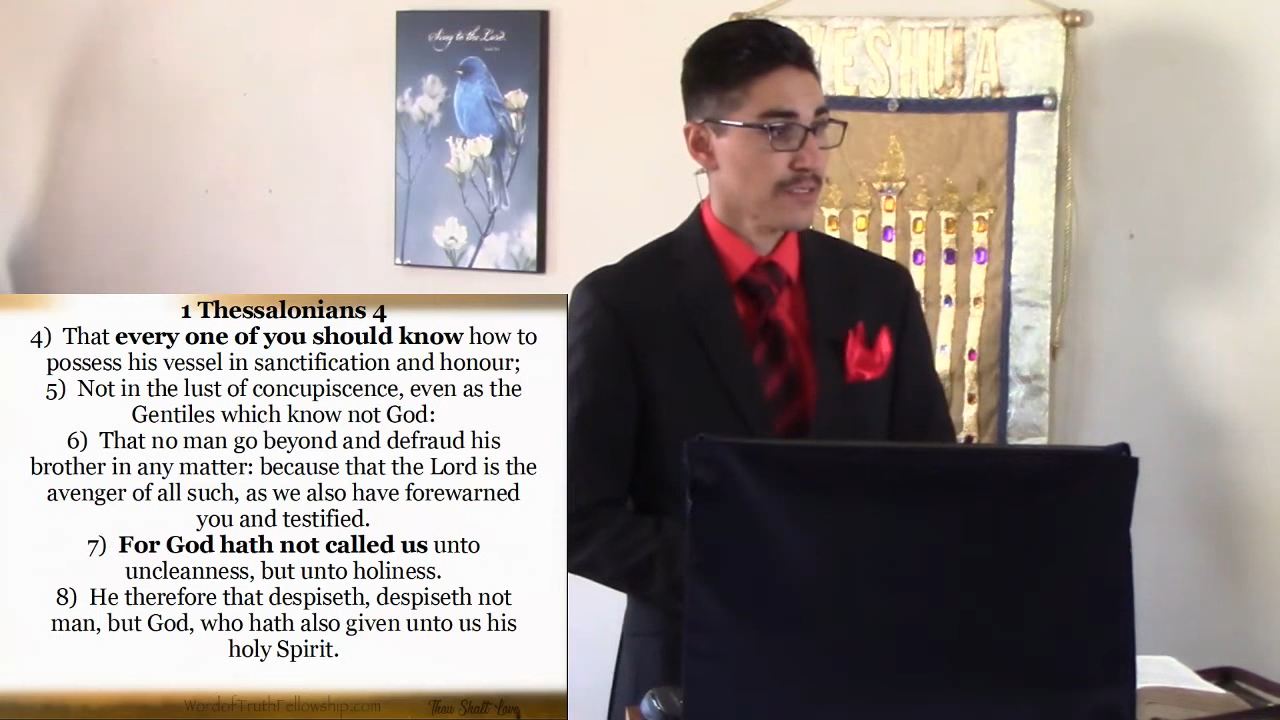 Sing to the Lord
YESHUA
1 Thessalonians 4
4) That every one of you should know how to
possess his vessel in sanctification and honour;
5) Not in the lust of concupiscence, even as the
Gentiles which know not God:
6) That no man go beyond and defraud his
brother in any matter: because that the Lord is the
avenger of all such, as we also have forewarned
you and testified.
7) For God hath not called us unto
uncleanness, but unto holiness.
8) He therefore that despiseth, despiseth not
man, but God, who hath also given unto us his
holy Spirit.
WordofTruthFellowship.com
Thou Shalt Love